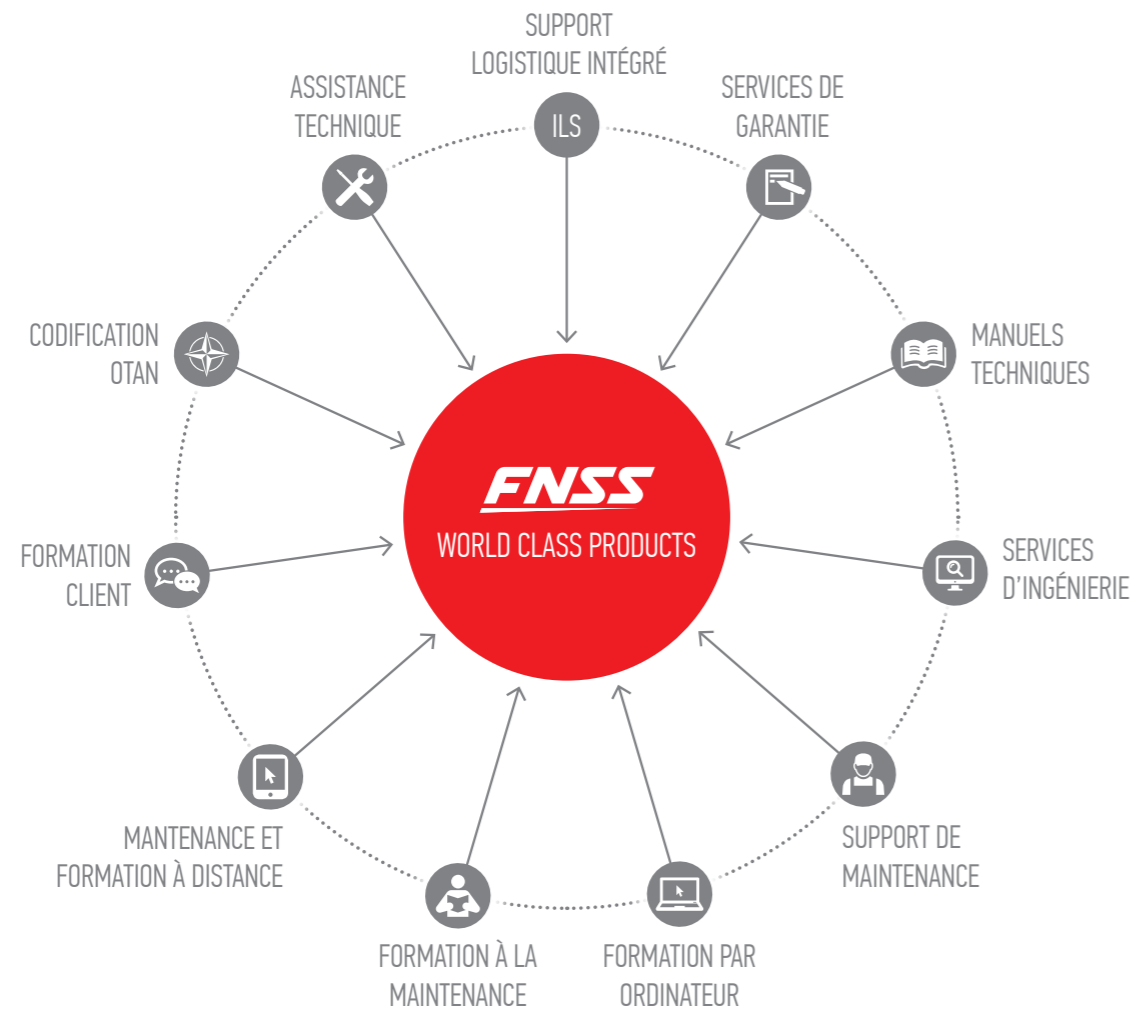 SUPPORT
LOGISTIQUE INTÉGRÉ
ILS
SERVICES DE
GARANTIE
MANUELS
TECHNIQUES
SERVICES
D'INGÉNIERIE
SUPPORT DE
MAINTENANCE
FORMATION PAR
ORDINATEUR
FORMATION À LA
MAINTENANCE
MANTENANCE ET
FORMATION À DISTANCE
FORMATION
CLIENT
CODIFICATION
OTAN
ASSISTANCE
TECHNIQUE
FNSS
WORLD CLASS PRODUCTS